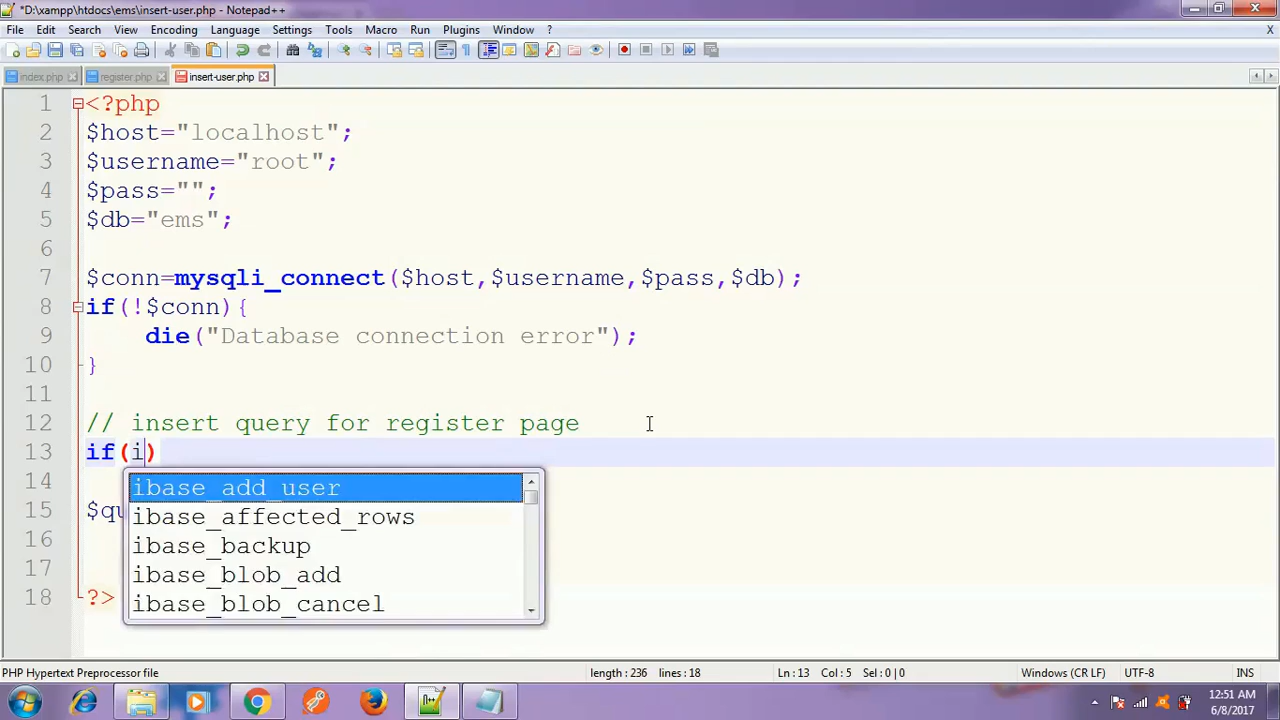 *D:\xampp\htdocs\ems\insert-user.php - Notepad++
File Edit Search View Encoding Language Settings Tools Macro Run Plugins Window ? X
index.php register.php insert-user.php
1 <?php
2 $host="localhost";
3 $username="root";
4 $pass="";
5 $db="ems";
6
7 $conn=mysqli_connect($host,$username,$pass,$db);
8 if(!$conn){
9 die("Database connection error");
10 }
11
12 // insert query for register page
13 if(i)
14 ibase_add_user
15 $qu ibase_affected_rows
16 ibase_backup
17 ibase_blob_add
18 ?> ibase_blob_cancel
PHP Hypertext Preprocessor file length : 236 lines : 18 Ln : 13 Col : 5 Sel : 0 | 0 Windows (CR LF) UTF-8 INS
12:51 AM
6/8/2017